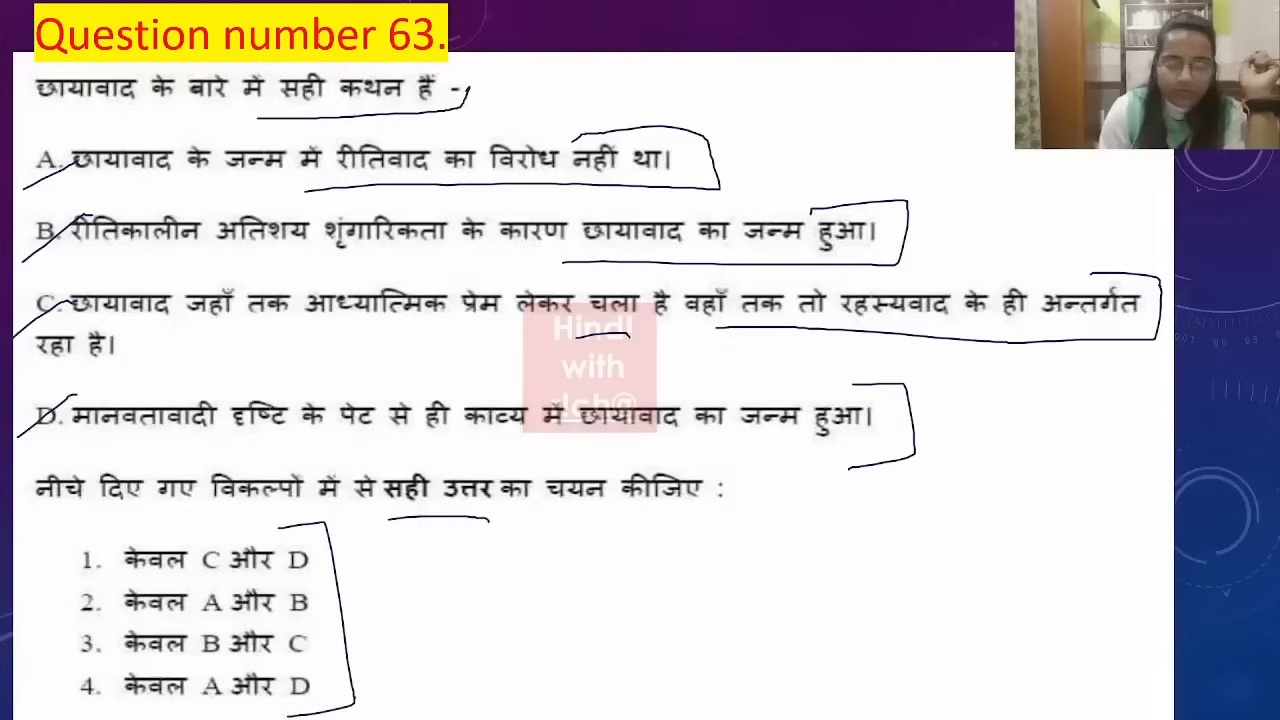 Question number 63.
छायावाद के बारे में सही कथन हैं -
A. छायावाद के जन्म में रीतिवाद का विरोध नहीं था।
B. रीतिकालीन अतिशय शृंगारिकता के कारण छायावाद का जन्म हुआ।
C. छायावाद जहाँ तक आध्यात्मिक प्रेम लेकर चला है वहाँ तक तो रहस्यवाद के ही अन्तर्गत
रहा है।
Hindi
with
D. मानवतावादी दृष्टि के पेट से ही काव्य में छायावाद का जन्म हुआ।
नीचे दिए गए विकल्पों में से सही उत्तर का चयन कीजिए :
1. केवल C और D
2. केवल A और B
3. केवल B और C
4. केवल A और D